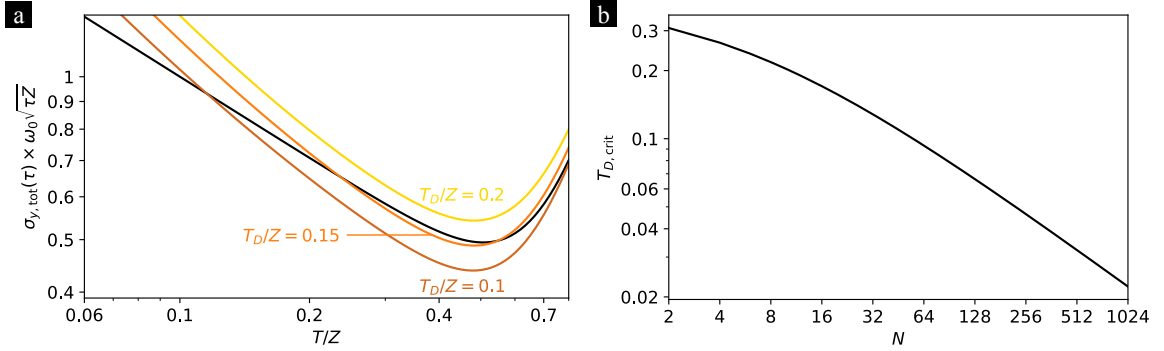 a
σ_{y,tot}(τ) × ω₀√τZ
1
0.9
0.8
0.7
0.6
0.5
0.4
T_D/Z = 0.2
T_D/Z = 0.15
T_D/Z = 0.1
0.06 0.1 0.2 0.4 0.7
T/Z
b
T_{D,crit}
0.3
0.2
0.1
0.06
0.04
0.02
2 4 8 16 32 64 128 256 512 1024
N